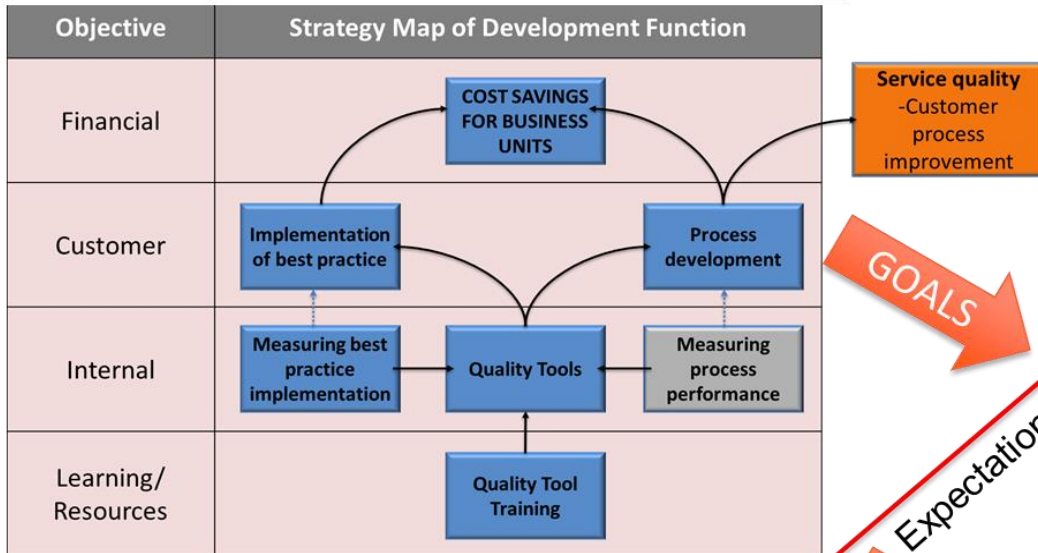 Objective
Strategy Map of Development Function
Financial
COST SAVINGS
FOR BUSINESS
UNITS
Service quality
-Customer
process
improvement
Customer
Implementation
of best practice
Process
development
GOALS
Internal
Measuring best
practice
implementation
Quality Tools
Measuring
process
performance
Learning/
Resources
Quality Tool
Training
Expectation